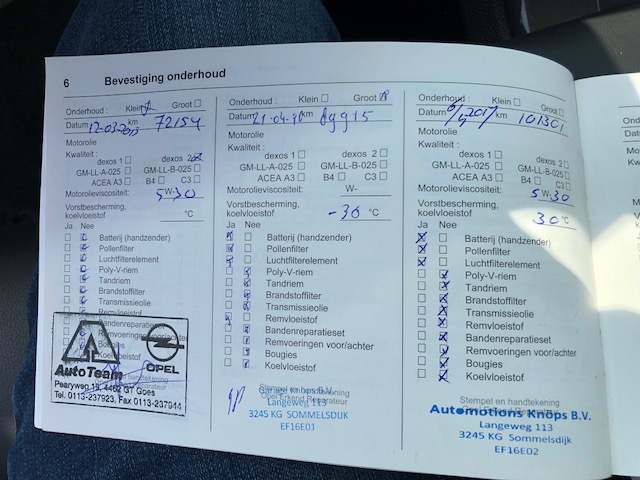 6 Bevestiging onderhoud
Onderhoud : Klein Groot
Datum 12-03-2015 km 72154
Motorolie
Kwaliteit :
dexos 1 dexos 2
GM-LL-A-025 GM-LL-B-025
ACEA A3 B4 C3
Motorolieviscositeit: 5W-30
Vorstbescherming,
koelvloeistof °C
Ja Nee
Batterij (handzender)
Pollenfilter
Luchtfilterelement
Poly-V-riem
Tandriem
Brandstoffilter
Transmissieolie
Remvloeistof
Bandenreparatieset
Remvoeringen voor/achter
Bougies
Koelvloeistof
AutoTeam OPEL
Pearyweg 19, 4462 GT Goes
Tel. 0113-237923, Fax 0113-237944
Onderhoud : Klein Groot
Datum 21-04- km 89915
Motorolie
Kwaliteit :
dexos 1 dexos 2
GM-LL-A-025 GM-LL-B-025
ACEA A3 B4 C3
Motorolieviscositeit: W-
Vorstbescherming,
koelvloeistof -30 °C
Ja Nee
Batterij (handzender)
Pollenfilter
Luchtfilterelement
Poly-V-riem
Tandriem
Brandstoffilter
Transmissieolie
Remvloeistof
Bandenreparatieset
Remvoeringen voor/achter
Bougies
Koelvloeistof
Stempel en handtekening
Opel Erkend Reparateur
Garage Knops B.V.
Langeweg 113
3245 KG SOMMELSDIJK
EF16E01
Onderhoud : Klein Groot
Datum 2017 km 101301
Motorolie
Kwaliteit :
dexos 1 dexos 2
GM-LL-A-025 GM-LL-B-025
ACEA A3 B4 C3
Motorolieviscositeit: 5W-30
Vorstbescherming,
koelvloeistof 30 °C
Ja Nee
Batterij (handzender)
Pollenfilter
Luchtfilterelement
Poly-V-riem
Tandriem
Brandstoffilter
Transmissieolie
Remvloeistof
Bandenreparatieset
Remvoeringen voor/achter
Bougies
Koelvloeistof
Stempel en handtekening
Automotions Knops B.V.
Langeweg 113
3245 KG Sommelsdijk
EF16E02